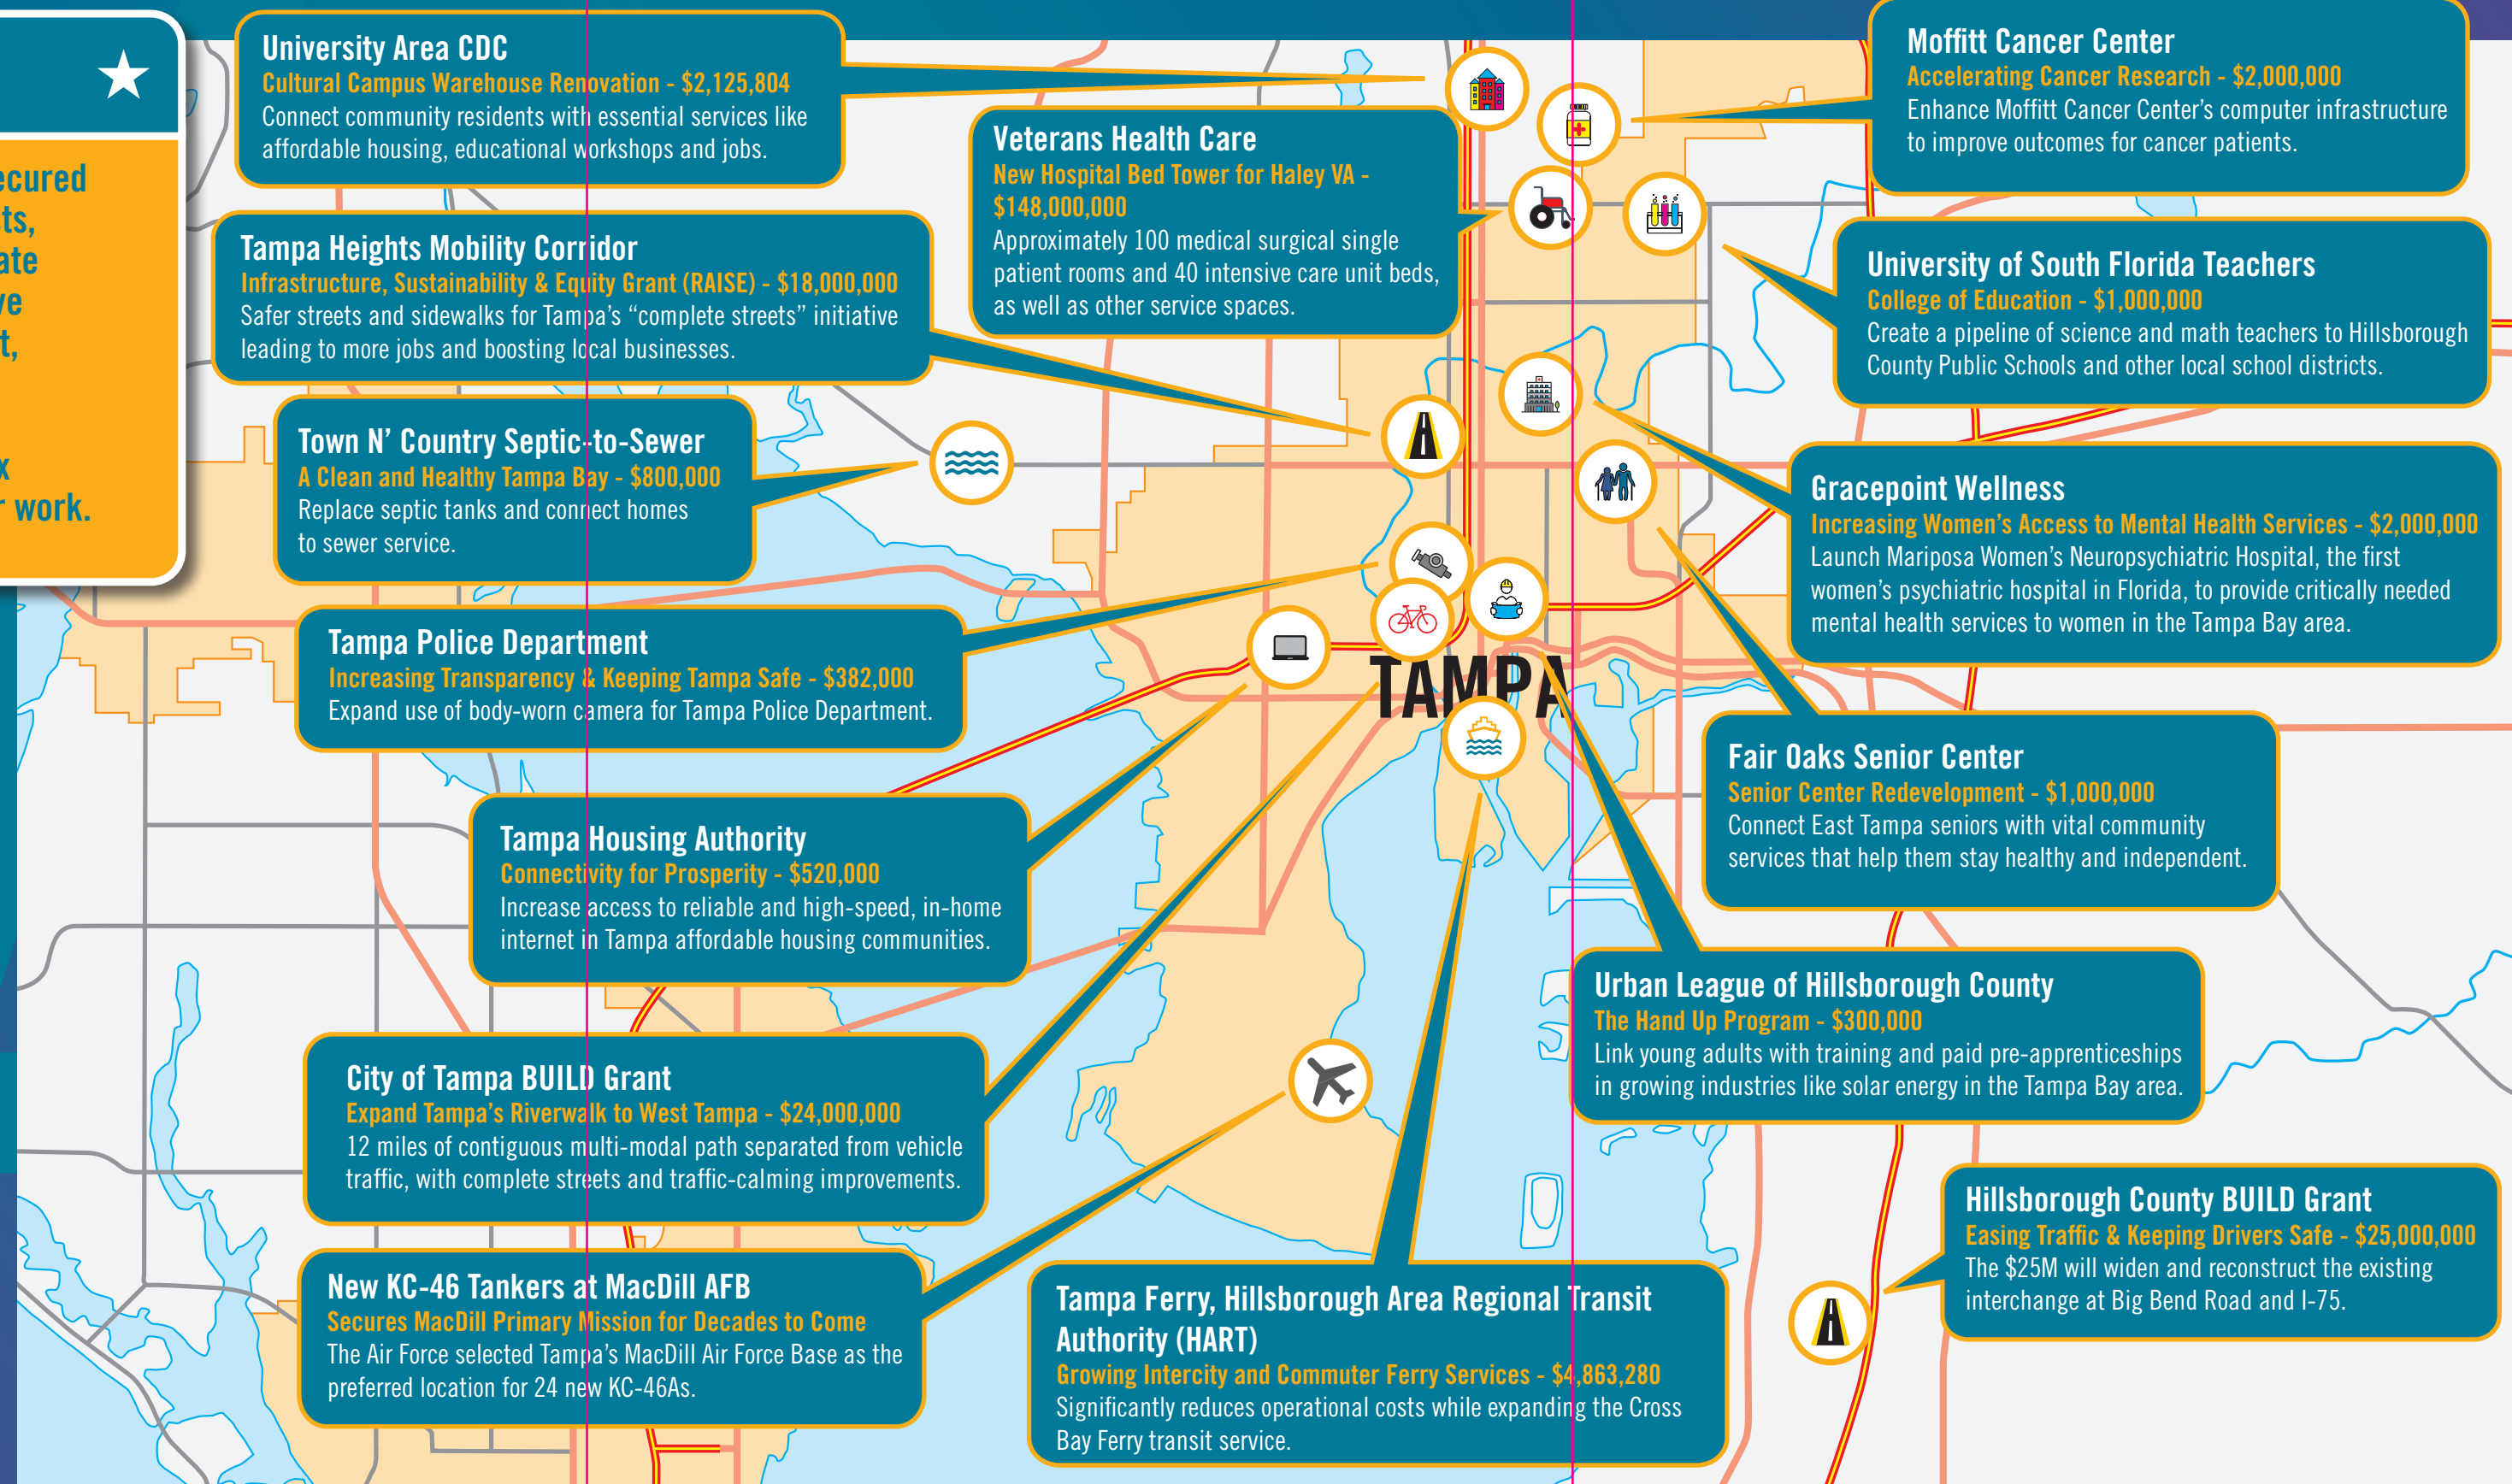 ecured
ts,
ate
ve
t,
x
r work.
University Area CDC
Cultural Campus Warehouse Renovation - $2,125,804
Connect community residents with essential services like
affordable housing, educational workshops and jobs.
Tampa Heights Mobility Corridor
Infrastructure, Sustainability & Equity Grant (RAISE) - $18,000,000
Safer streets and sidewalks for Tampa’s “complete streets” initiative
leading to more jobs and boosting local businesses.
Town N’ Country Septic-to-Sewer
A Clean and Healthy Tampa Bay - $800,000
Replace septic tanks and connect homes
to sewer service.
Tampa Police Department
Increasing Transparency & Keeping Tampa Safe - $382,000
Expand use of body-worn camera for Tampa Police Department.
Tampa Housing Authority
Connectivity for Prosperity - $520,000
Increase access to reliable and high-speed, in-home
internet in Tampa affordable housing communities.
City of Tampa BUILD Grant
Expand Tampa’s Riverwalk to West Tampa - $24,000,000
12 miles of contiguous multi-modal path separated from vehicle
traffic, with complete streets and traffic-calming improvements.
New KC-46 Tankers at MacDill AFB
Secures MacDill Primary Mission for Decades to Come
The Air Force selected Tampa’s MacDill Air Force Base as the
preferred location for 24 new KC-46As.
Veterans Health Care
New Hospital Bed Tower for Haley VA -
$148,000,000
Approximately 100 medical surgical single
patient rooms and 40 intensive care unit beds,
as well as other service spaces.
TAMPA
Tampa Ferry, Hillsborough Area Regional Transit
Authority (HART)
Growing Intercity and Commuter Ferry Services - $4,863,280
Significantly reduces operational costs while expanding the Cross
Bay Ferry transit service.
Moffitt Cancer Center
Accelerating Cancer Research - $2,000,000
Enhance Moffitt Cancer Center’s computer infrastructure
to improve outcomes for cancer patients.
University of South Florida Teachers
College of Education - $1,000,000
Create a pipeline of science and math teachers to Hillsborough
County Public Schools and other local school districts.
Gracepoint Wellness
Increasing Women’s Access to Mental Health Services - $2,000,000
Launch Mariposa Women’s Neuropsychiatric Hospital, the first
women’s psychiatric hospital in Florida, to provide critically needed
mental health services to women in the Tampa Bay area.
Fair Oaks Senior Center
Senior Center Redevelopment - $1,000,000
Connect East Tampa seniors with vital community
services that help them stay healthy and independent.
Urban League of Hillsborough County
The Hand Up Program - $300,000
Link young adults with training and paid pre-apprenticeships
in growing industries like solar energy in the Tampa Bay area.
Hillsborough County BUILD Grant
Easing Traffic & Keeping Drivers Safe - $25,000,000
The $25M will widen and reconstruct the existing
interchange at Big Bend Road and I-75.